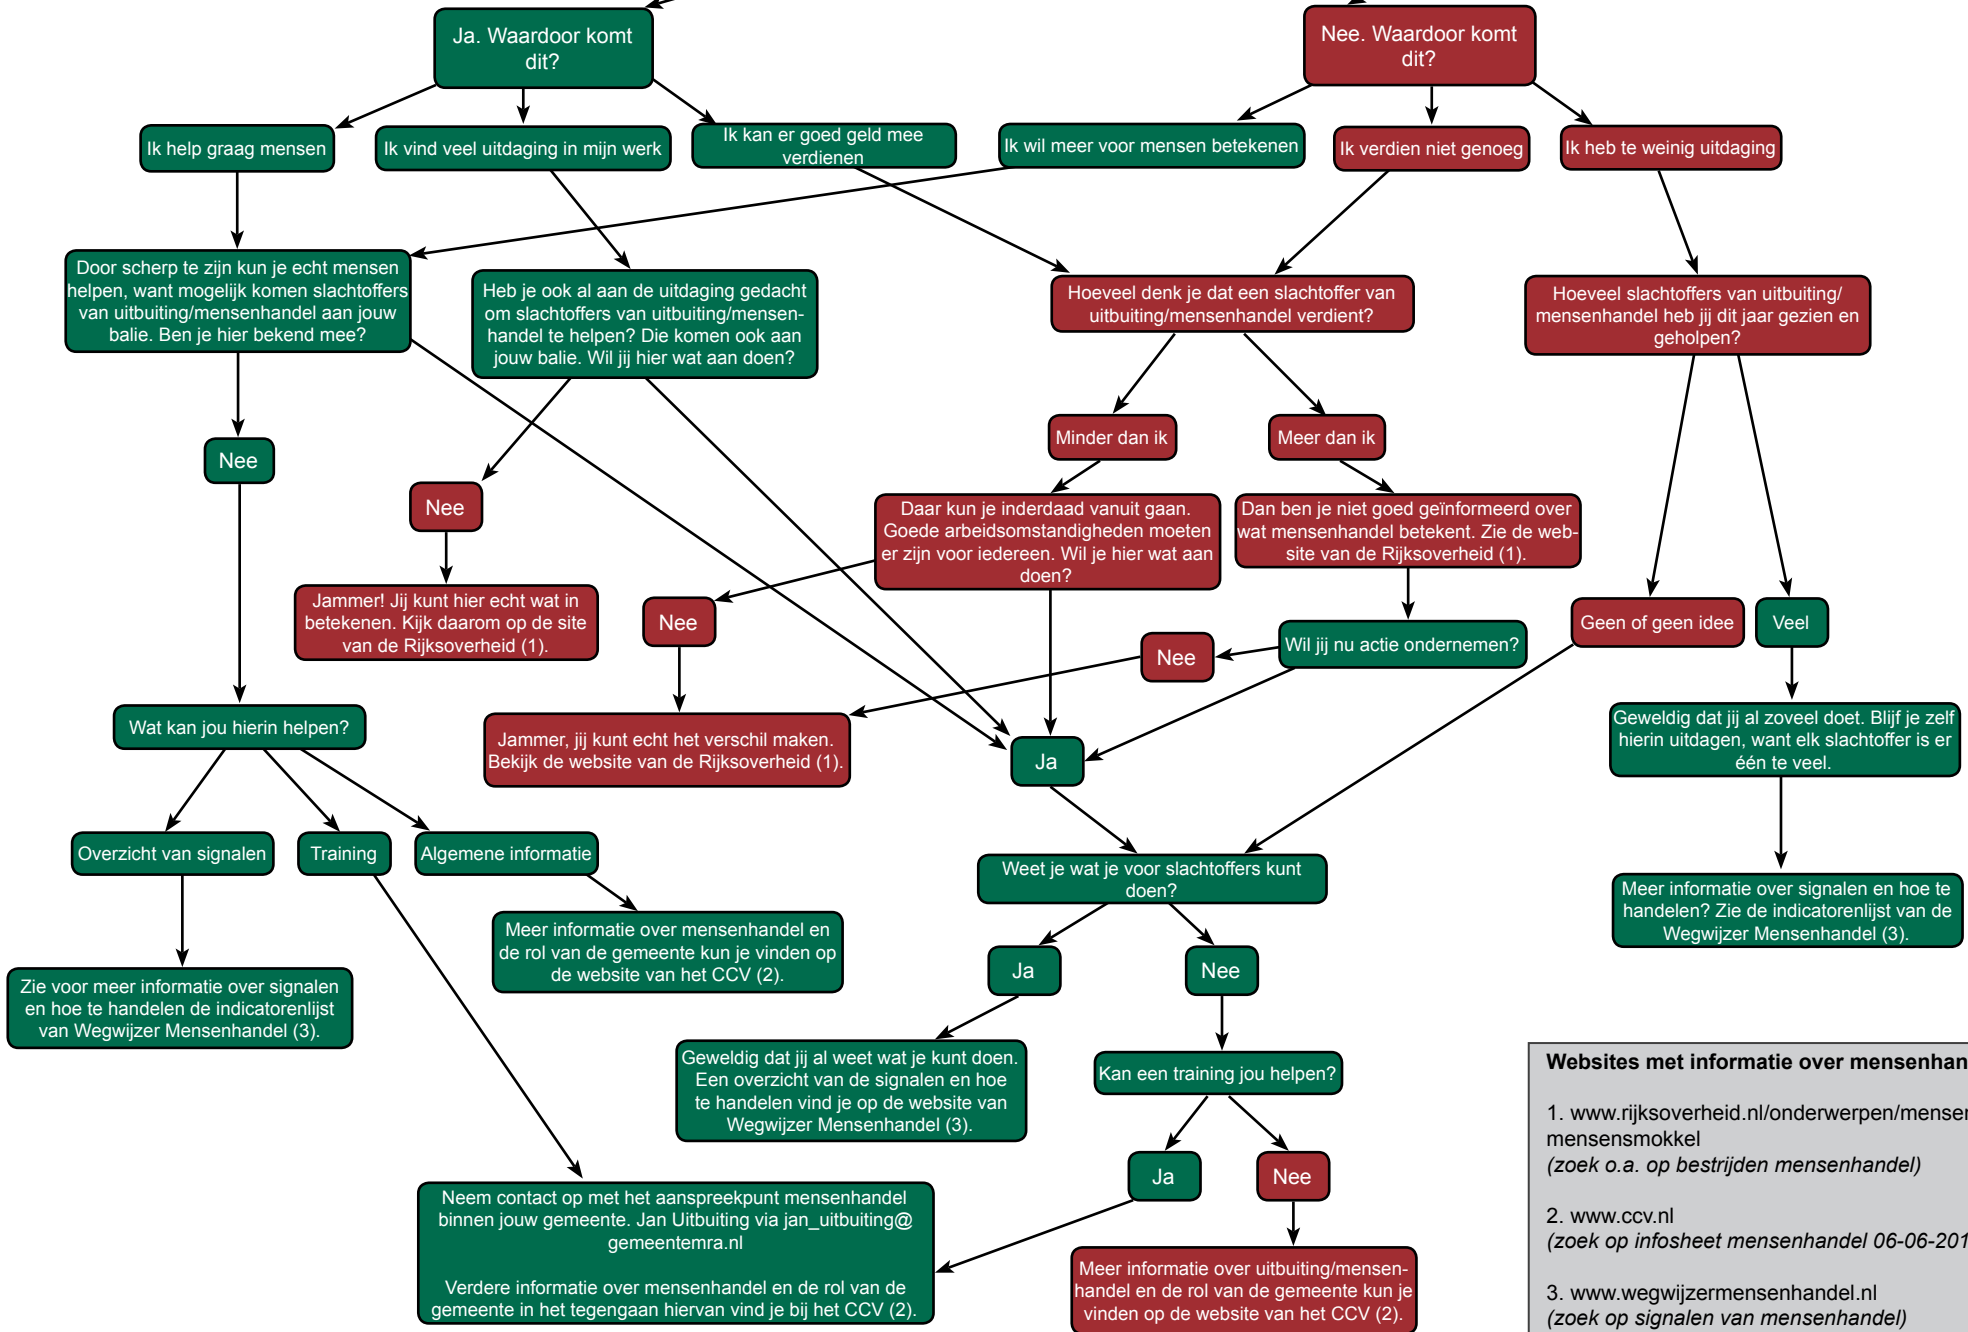 Ja. Waardoor komt
dit?
Nee. Waardoor komt
dit?
Ik help graag mensen
Ik vind veel uitdaging in mijn werk
Ik kan er goed geld mee
verdienen
Ik wil meer voor mensen betekenen
Ik verdien niet genoeg
Ik heb te weinig uitdaging
Door scherp te zijn kun je echt mensen
helpen, want mogelijk komen slachtoffers
van uitbuiting/mensenhandel aan jouw
balie. Ben je hier bekend mee?
Heb je ook al aan de uitdaging gedacht
om slachtoffers van uitbuiting/mensen-
handel te helpen? Die komen ook aan
jouw balie. Wil jij hier wat aan doen?
Hoeveel denk je dat een slachtoffer van
uitbuiting/mensenhandel verdient?
Hoeveel slachtoffers van uitbuiting/
mensenhandel heb jij dit jaar gezien en
geholpen?
Minder dan ik
Meer dan ik
Nee
Nee
Daar kun je inderdaad vanuit gaan.
Goede arbeidsomstandigheden moeten
er zijn voor iedereen. Wil je hier wat aan
doen?
Dan ben je niet goed geïnformeerd over
wat mensenhandel betekent. Zie de web-
site van de Rijksoverheid (1).
Jammer! Jij kunt hier echt wat in
betekenen. Kijk daarom op de site
van de Rijksoverheid (1).
Nee
Nee
Wil jij nu actie ondernemen?
Geen of geen idee
Veel
Wat kan jou hierin helpen?
Jammer, jij kunt echt het verschil maken.
Bekijk de website van de Rijksoverheid (1).
Ja
Geweldig dat jij al zoveel doet. Blijf je zelf
hierin uitdagen, want elk slachtoffer is er
één te veel.
Overzicht van signalen
Training
Algemene informatie
Weet je wat je voor slachtoffers kunt
doen?
Meer informatie over signalen en hoe te
handelen? Zie de indicatorenlijst van de
Wegwijzer Mensenhandel (3).
Meer informatie over mensenhandel en
de rol van de gemeente kun je vinden op
de website van het CCV (2).
Ja
Nee
Zie voor meer informatie over signalen
en hoe te handelen de indicatorenlijst
van Wegwijzer Mensenhandel (3).
Geweldig dat jij al weet wat je kunt doen.
Een overzicht van de signalen en hoe
te handelen vind je op de website van
Wegwijzer Mensenhandel (3).
Kan een training jou helpen?
Ja
Nee
Neem contact op met het aanspreekpunt mensenhandel
binnen jouw gemeente. Jan Uitbuiting via jan_uitbuiting@
gemeentemra.nl
Verdere informatie over mensenhandel en de rol van de
gemeente in het tegengaan hiervan vind je bij het CCV (2).
Meer informatie over uitbuiting/mensen-
handel en de rol van de gemeente kun je
vinden op de website van het CCV (2).
Websites met informatie over mensenhan
1. www.rijksoverheid.nl/onderwerpen/mensen
mensensmokkel
(zoek o.a. op bestrijden mensenhandel)
2. www.ccv.nl
(zoek op infosheet mensenhandel 06-06-201
3. www.wegwijzermensenhandel.nl
(zoek op signalen van mensenhandel)